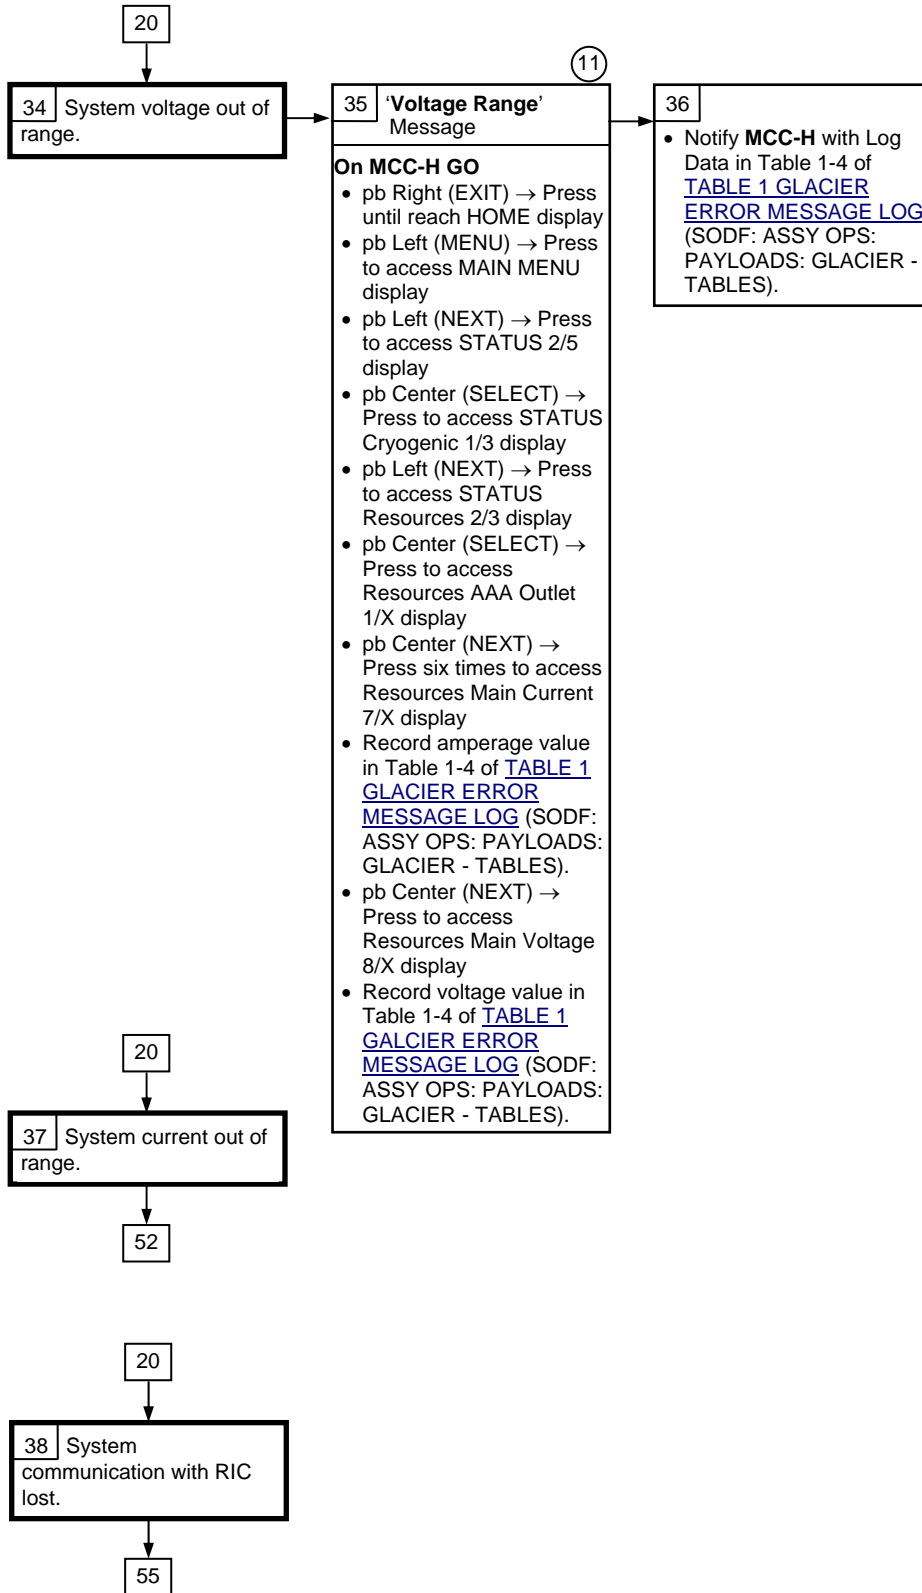 20
34 System voltage out of
range.
11
35 ‘Voltage Range’
Message
On MCC-H GO
• pb Right (EXIT) → Press
until reach HOME display
• pb Left (MENU) → Press
to access MAIN MENU
display
• pb Left (NEXT) → Press
to access STATUS 2/5
display
• pb Center (SELECT) →
Press to access STATUS
Cryogenic 1/3 display
• pb Left (NEXT) → Press
to access STATUS
Resources 2/3 display
• pb Center (SELECT) →
Press to access
Resources AAA Outlet
1/X display
• pb Center (NEXT) →
Press six times to access
Resources Main Current
7/X display
• Record amperage value
in Table 1-4 of TABLE 1
GLACIER ERROR
MESSAGE LOG (SODF:
ASSY OPS: PAYLOADS:
GLACIER - TABLES).
• pb Center (NEXT) →
Press to access
Resources Main Voltage
8/X display
• Record voltage value in
Table 1-4 of TABLE 1
GALCIER ERROR
MESSAGE LOG (SODF:
ASSY OPS: PAYLOADS:
GLACIER - TABLES).
36
• Notify MCC-H with Log
Data in Table 1-4 of
TABLE 1 GLACIER
ERROR MESSAGE LOG
(SODF: ASSY OPS:
PAYLOADS: GLACIER -
TABLES).
20
37 System current out of
range.
52
20
38 System
communication with RIC
lost.
55